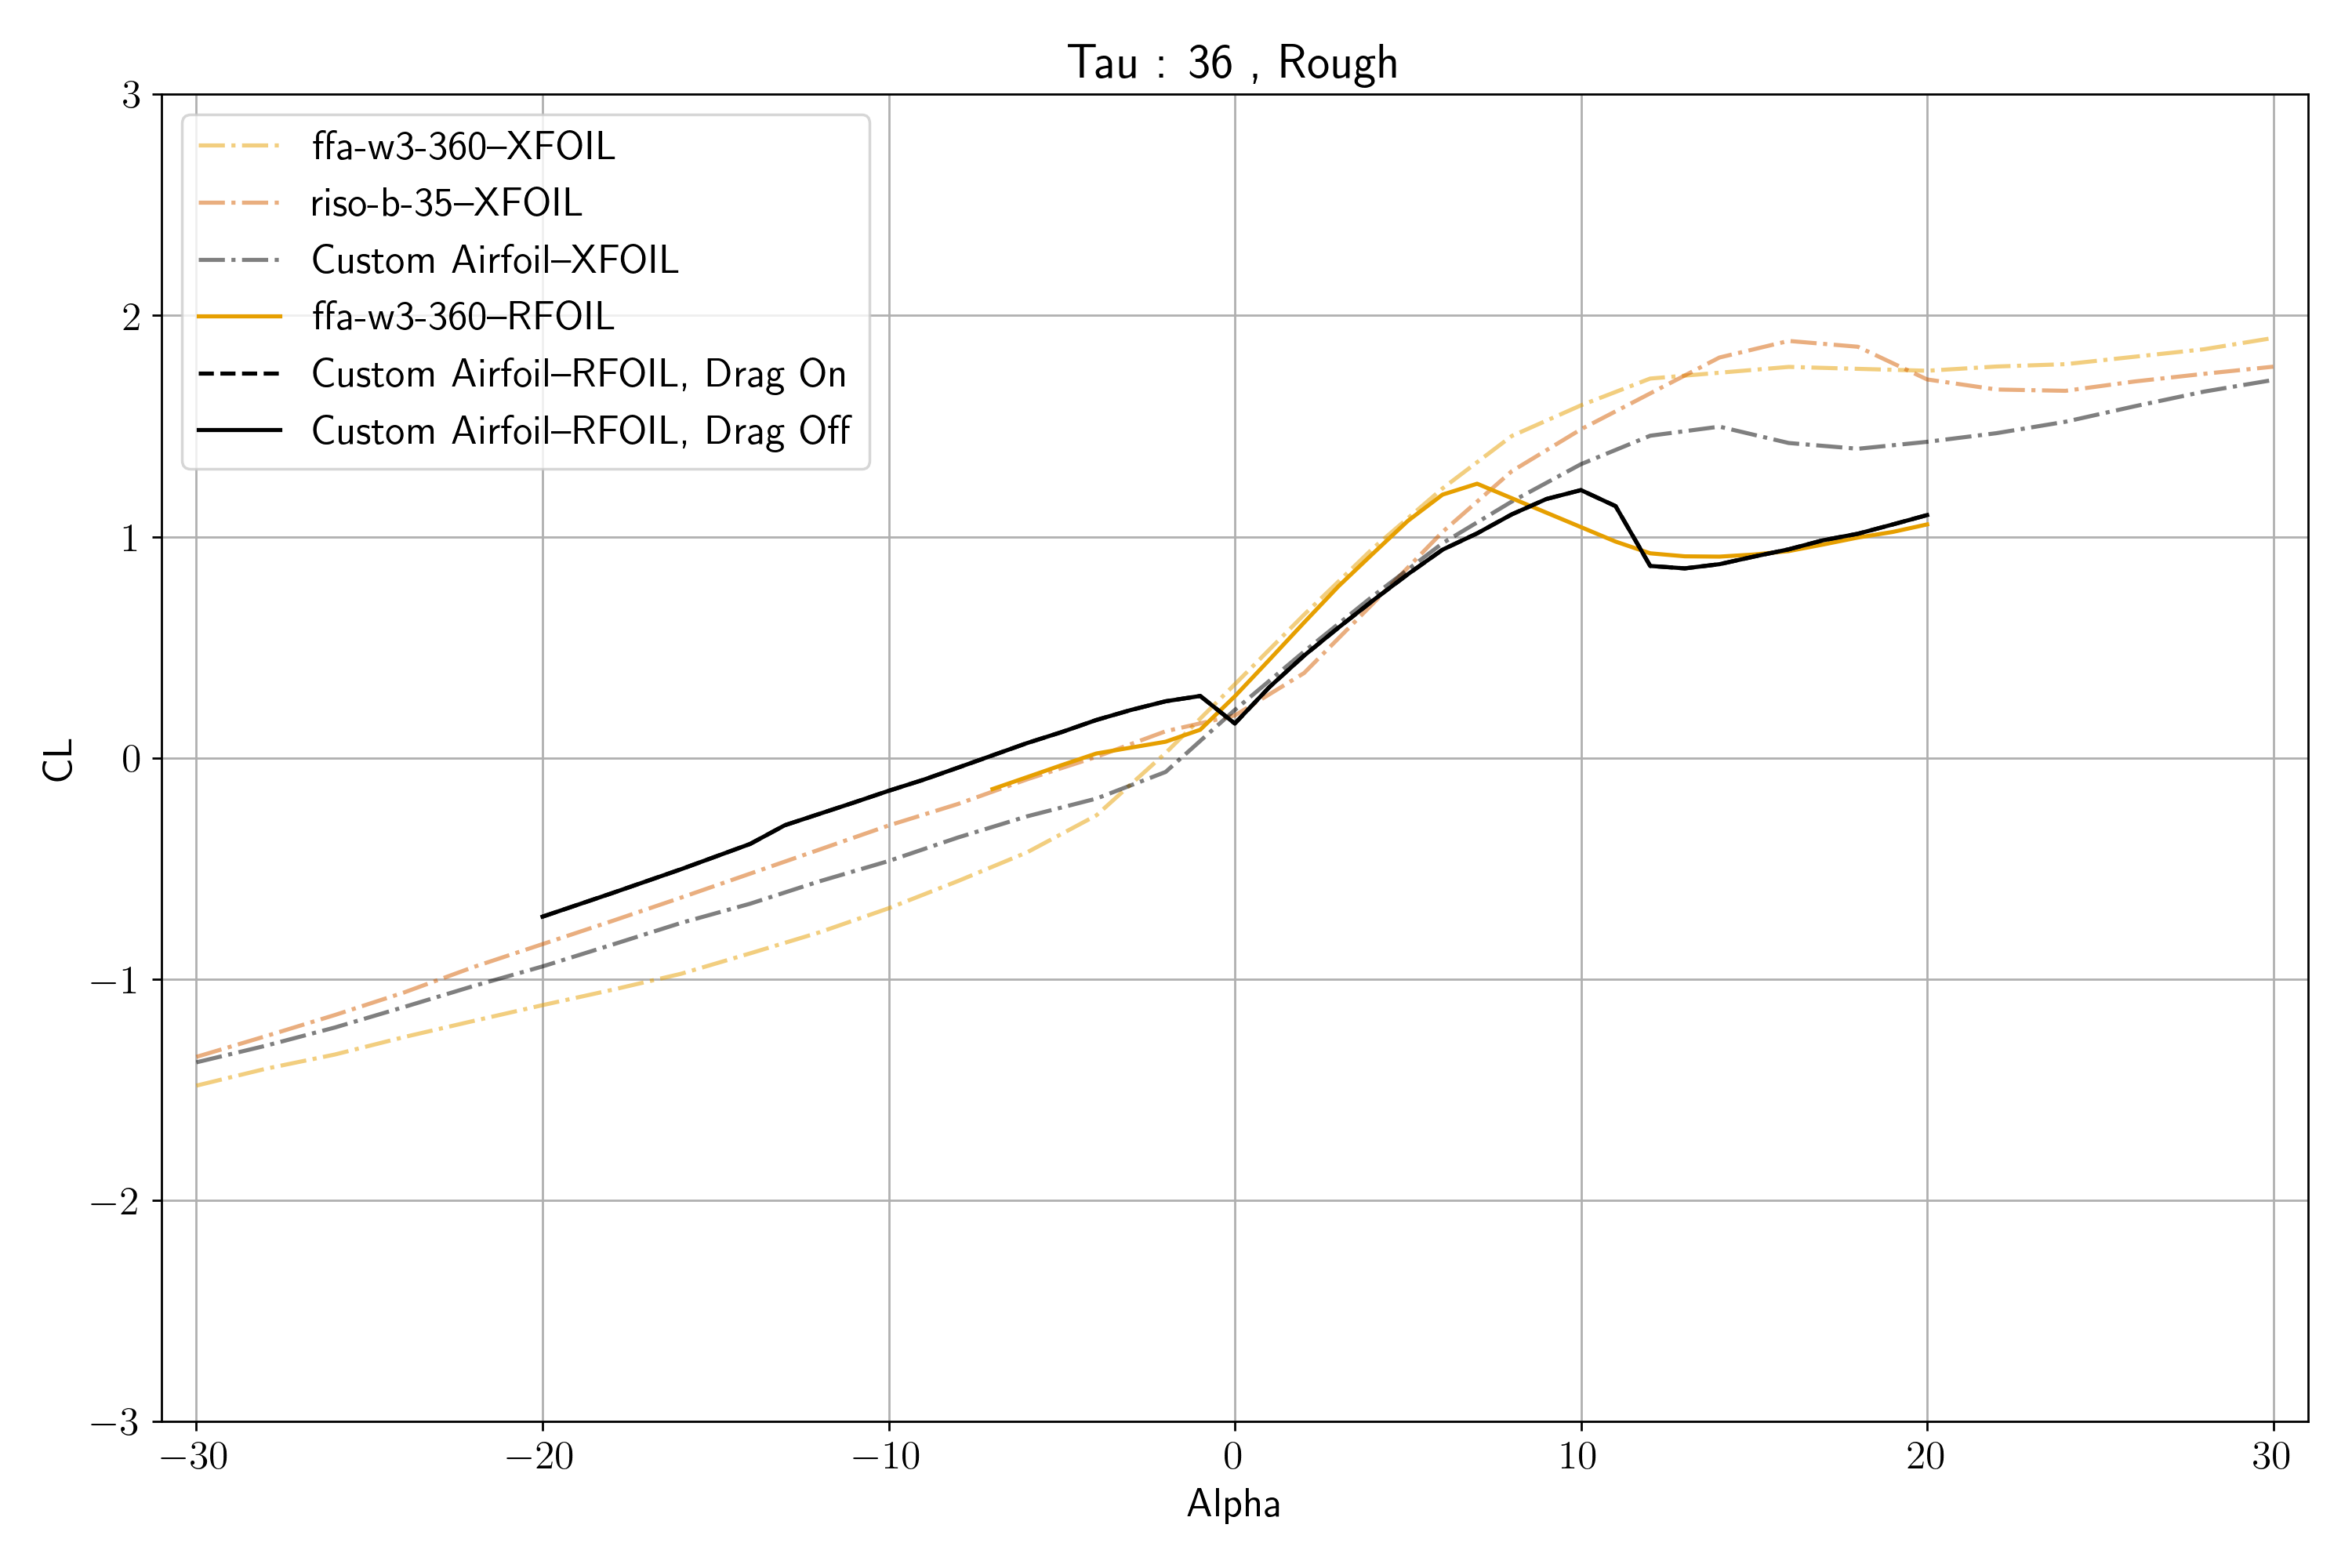 Tau : 36 , Rough
3
2
1
0
−1
−2
−3
CL
ffa-w3-360–XFOIL
riso-b-35–XFOIL
Custom Airfoil–XFOIL
ffa-w3-360–RFOIL
Custom Airfoil–RFOIL, Drag On
Custom Airfoil–RFOIL, Drag Off
−30 −20 −10 0 10 20 30
Alpha